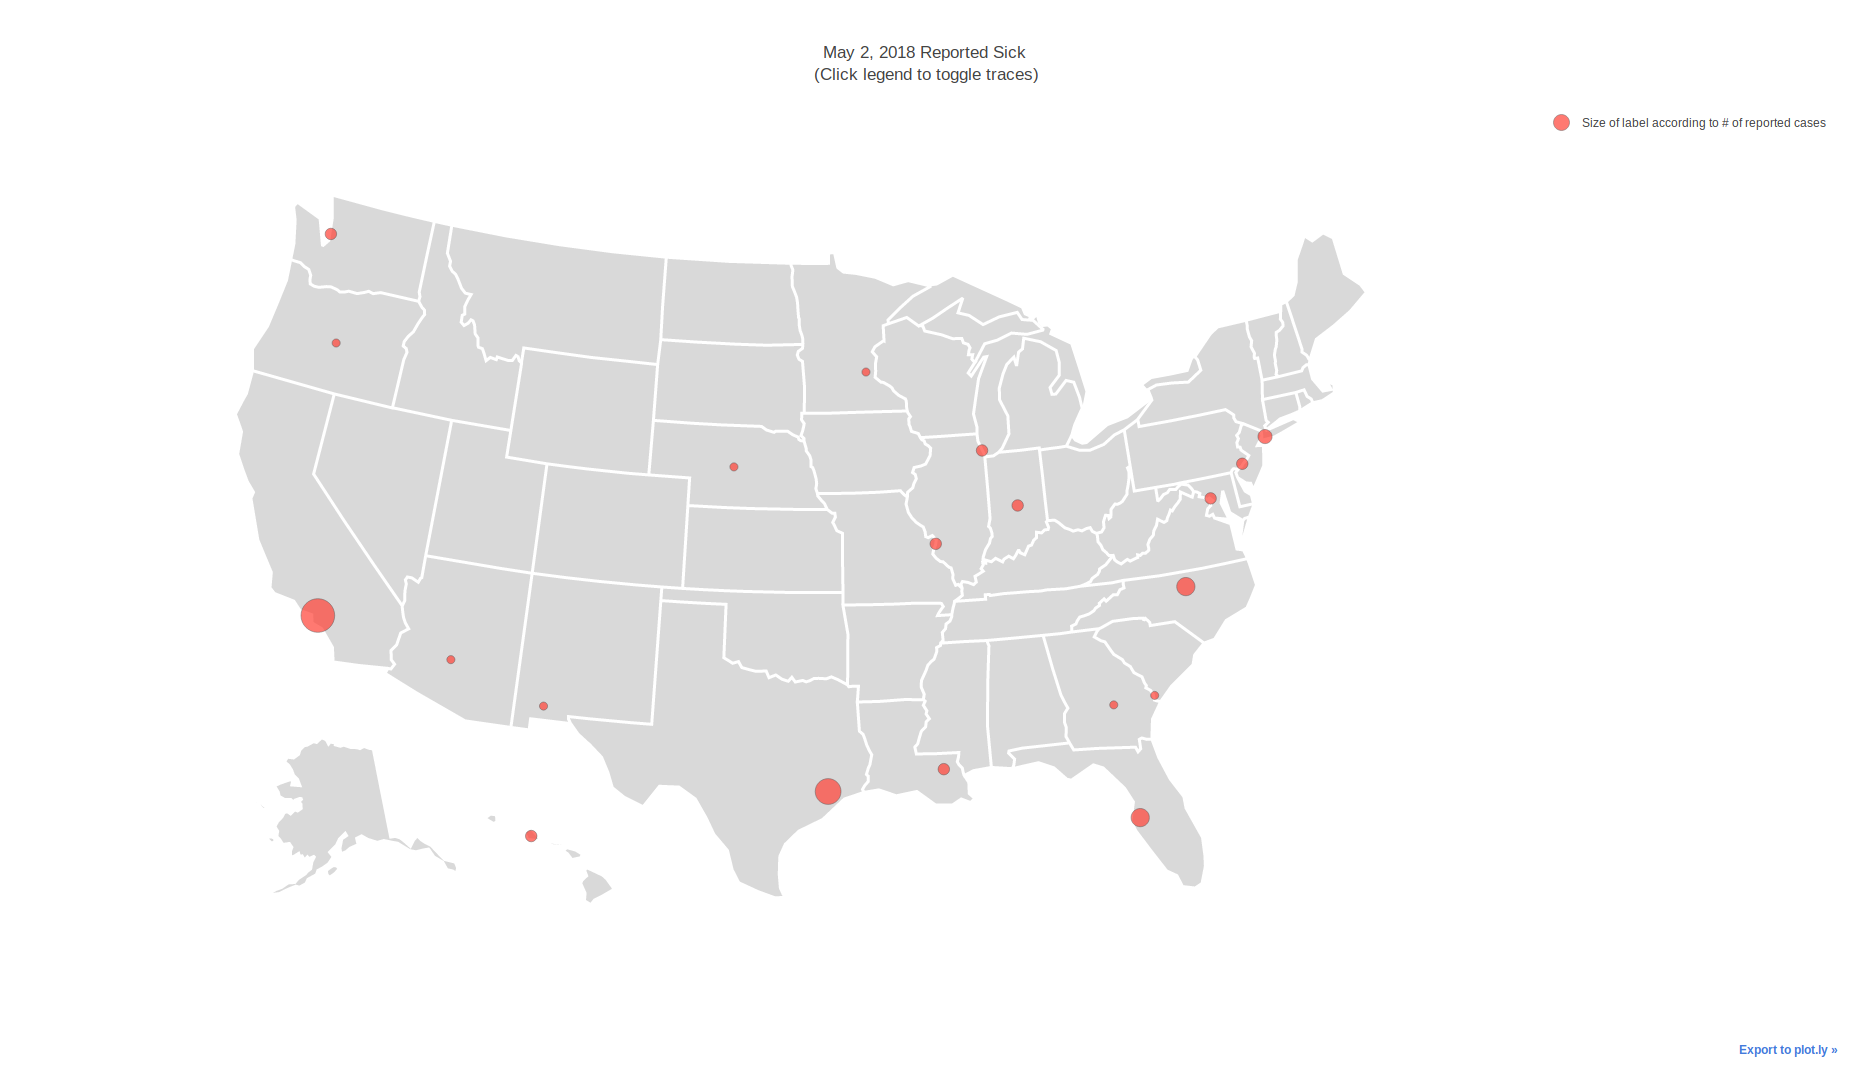 May 2, 2018 Reported Sick
(Click legend to toggle traces)
Size of label according to # of reported cases
Export to plot.ly »